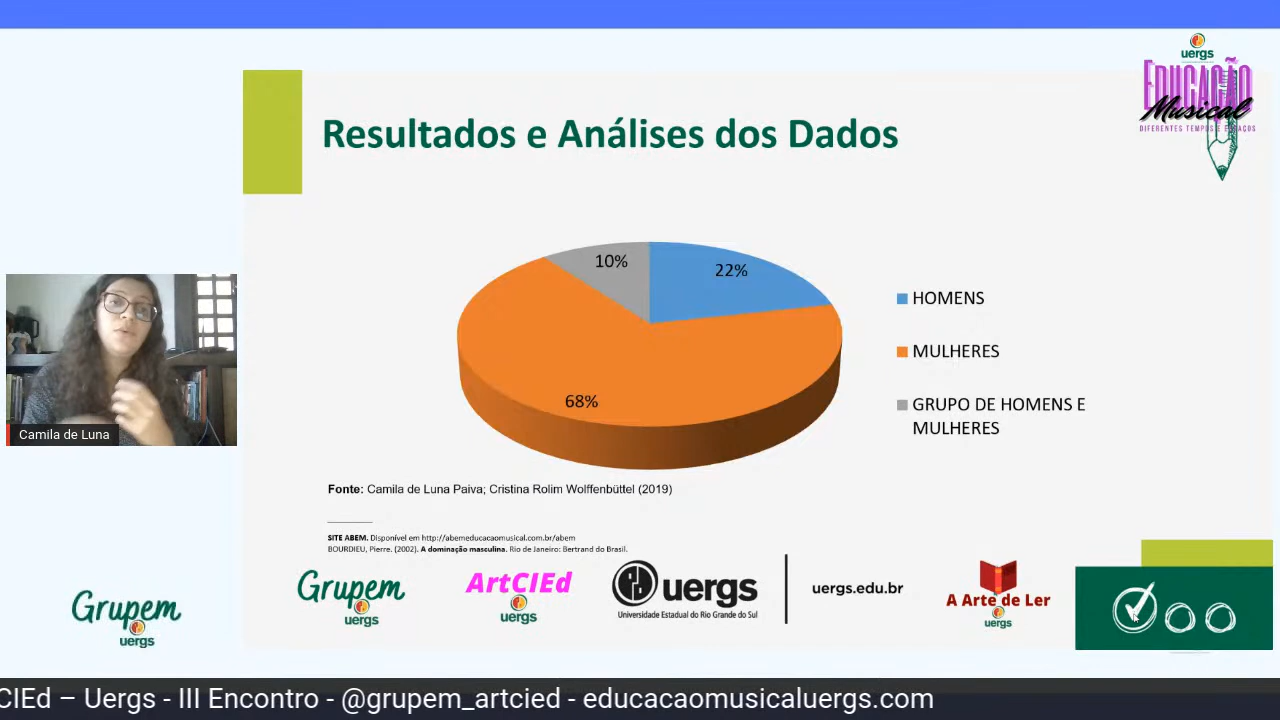 uergs
EDUCAÇÃO
Musical
DIFERENTES TEMPOS E ESPAÇOS
Resultados e Análises dos Dados
10%
22%
68%
HOMENS
MULHERES
GRUPO DE HOMENS E
MULHERES
Camila de Luna
Fonte: Camila de Luna Paiva; Cristina Rolim Wolffenbüttel (2019)
SITE ABEM. Disponível em http://abemeducacaomusical.com.br/abem
BOURDIEU, Pierre. (2002). A dominação masculina. Rio de Janeiro: Bertrand do Brasil.
Grupem
uergs
Grupem
uergs
ArtCIEd
uergs
uergs
Universidade Estadual do Rio Grande do Sul
uergs.edu.br
A Arte de Ler
uergs
CIEd – Uergs - III Encontro - @grupem_artcied - educacaomusicaluergs.com